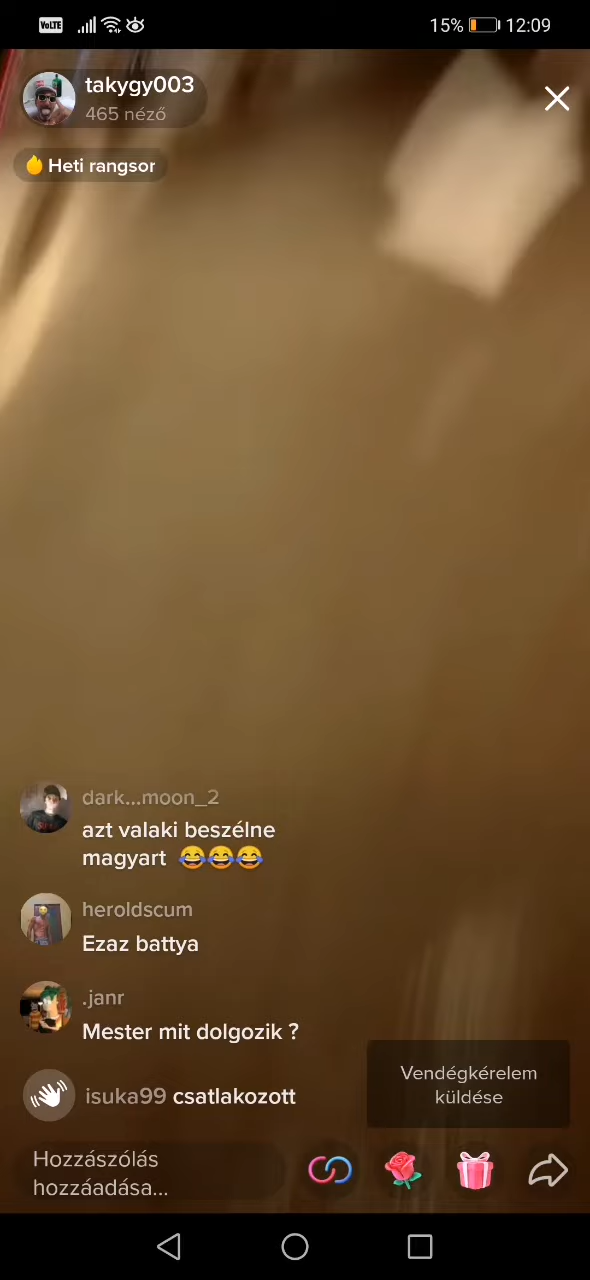 VoLTE
15% 12:09
takygy003
465 néző
Heti rangsor
dark...moon_2
azt valaki beszélne
magyart 😂😂😂
heroldscum
Ezaz battya
.janr
Mester mit dolgozik ?
isuka99 csatlakozott
Vendégkérelem
küldése
Hozzászólás
hozzáadása...